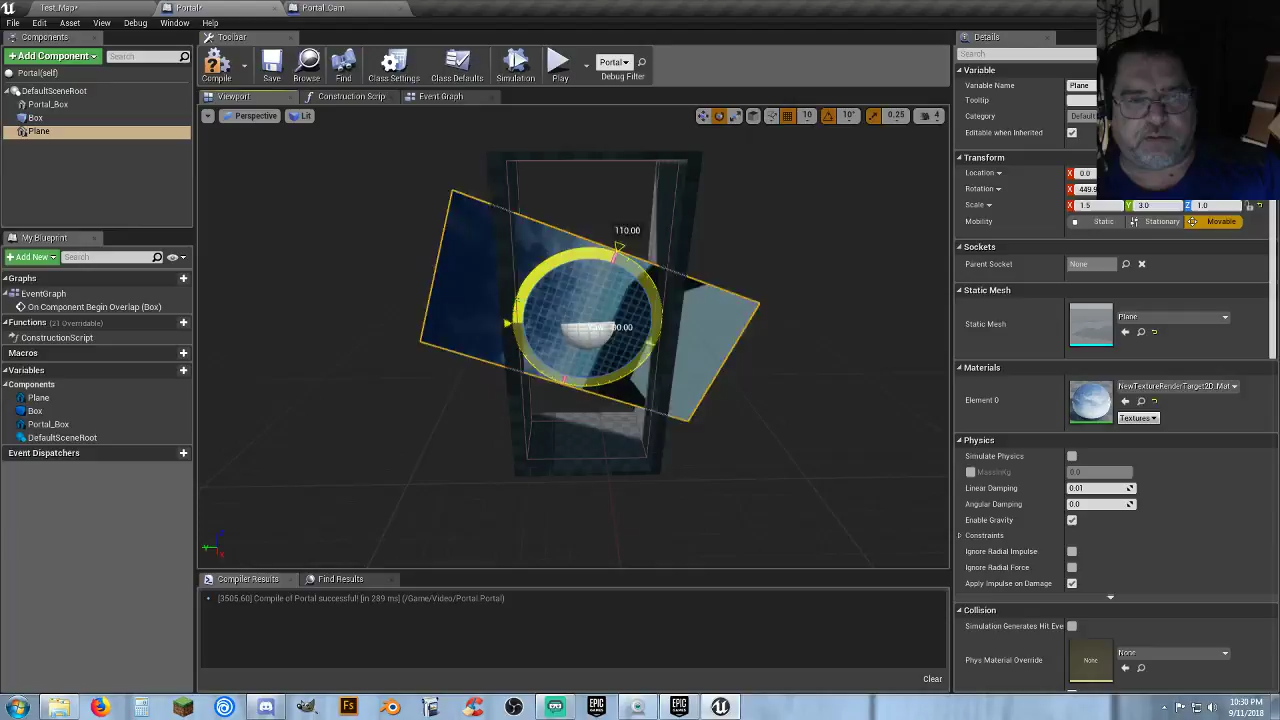 Test.Map*
Portal*
Portal.Cam
File Edit Asset View Debug Window Help
Components
Toolbar
Details
Add Component
Search
Compile
Save
Browse
Find
Class Settings
Class Defaults
Simulation
Play
Portal
Debug Filter
Search
Portal(self)
DefaultSceneRoot
Portal_Box
Box
Plane
Viewport
Construction Scrip
Event Graph
Perspective
Lit
10
10°
0.25
4
Variable
Variable Name Plane
Tooltip
Category Default
Editable when Inherited
Transform
Location X 0.0
Rotation X 449.9
Scale X 1.5 Y 3.0 Z 1.0
Mobility Static Stationary Movable
110.00
My Blueprint
Add New
Search
Graphs
EventGraph
On Component Begin Overlap (Box)
Functions (21 Overridable)
ConstructionScript
Macros
Variables
Components
Plane
Box
Portal_Box
DefaultSceneRoot
Event Dispatchers
Sockets
Parent Socket None
Static Mesh
Static Mesh Plane
Materials
Element 0 NewTextureRenderTarget2D_Mat
Textures
Physics
Simulate Physics
MassInKg 0.0
Linear Damping 0.01
Angular Damping 0.0
Enable Gravity
Constraints
Ignore Radial Impulse
Ignore Radial Force
Apply Impulse on Damage
Collision
Simulation Generates Hit Eve
Phys Material Override None
None
Compiler Results
Find Results
[3505.60] Compile of Portal successful! [in 289 ms] (/Game/Video/Portal.Portal)
Clear
10:30 PM
9/11/2018